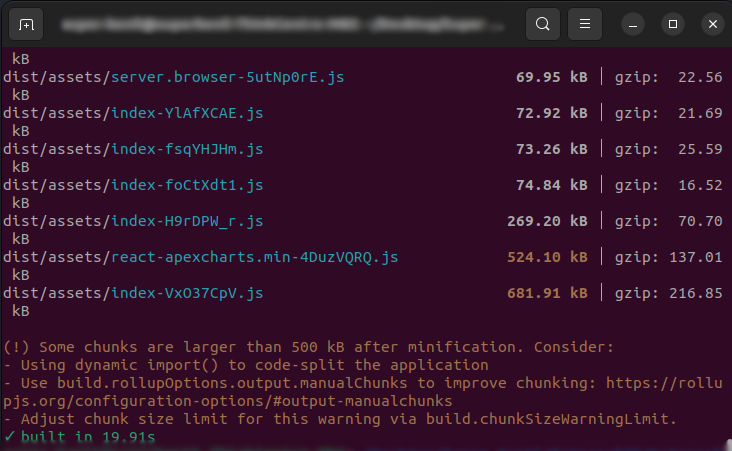 kB
dist/assets/server.browser-5utNp0rE.js 69.95 kB │ gzip: 22.56
kB
dist/assets/index-YlAfXCAE.js 72.92 kB │ gzip: 21.69
kB
dist/assets/index-fsqYHJHm.js 73.26 kB │ gzip: 25.59
kB
dist/assets/index-foCtXdt1.js 74.84 kB │ gzip: 16.52
kB
dist/assets/index-H9rDPW_r.js 269.20 kB │ gzip: 70.70
kB
dist/assets/react-apexcharts.min-4DuzVQRQ.js 524.10 kB │ gzip: 137.01
kB
dist/assets/index-VxO37CpV.js 681.91 kB │ gzip: 216.85
kB
(!) Some chunks are larger than 500 kB after minification. Consider:
- Using dynamic import() to code-split the application
- Use build.rollupOptions.output.manualChunks to improve chunking: https://rollu
pjs.org/configuration-options/#output-manualchunks
- Adjust chunk size limit for this warning via build.chunkSizeWarningLimit.
✓ built in 19.91s